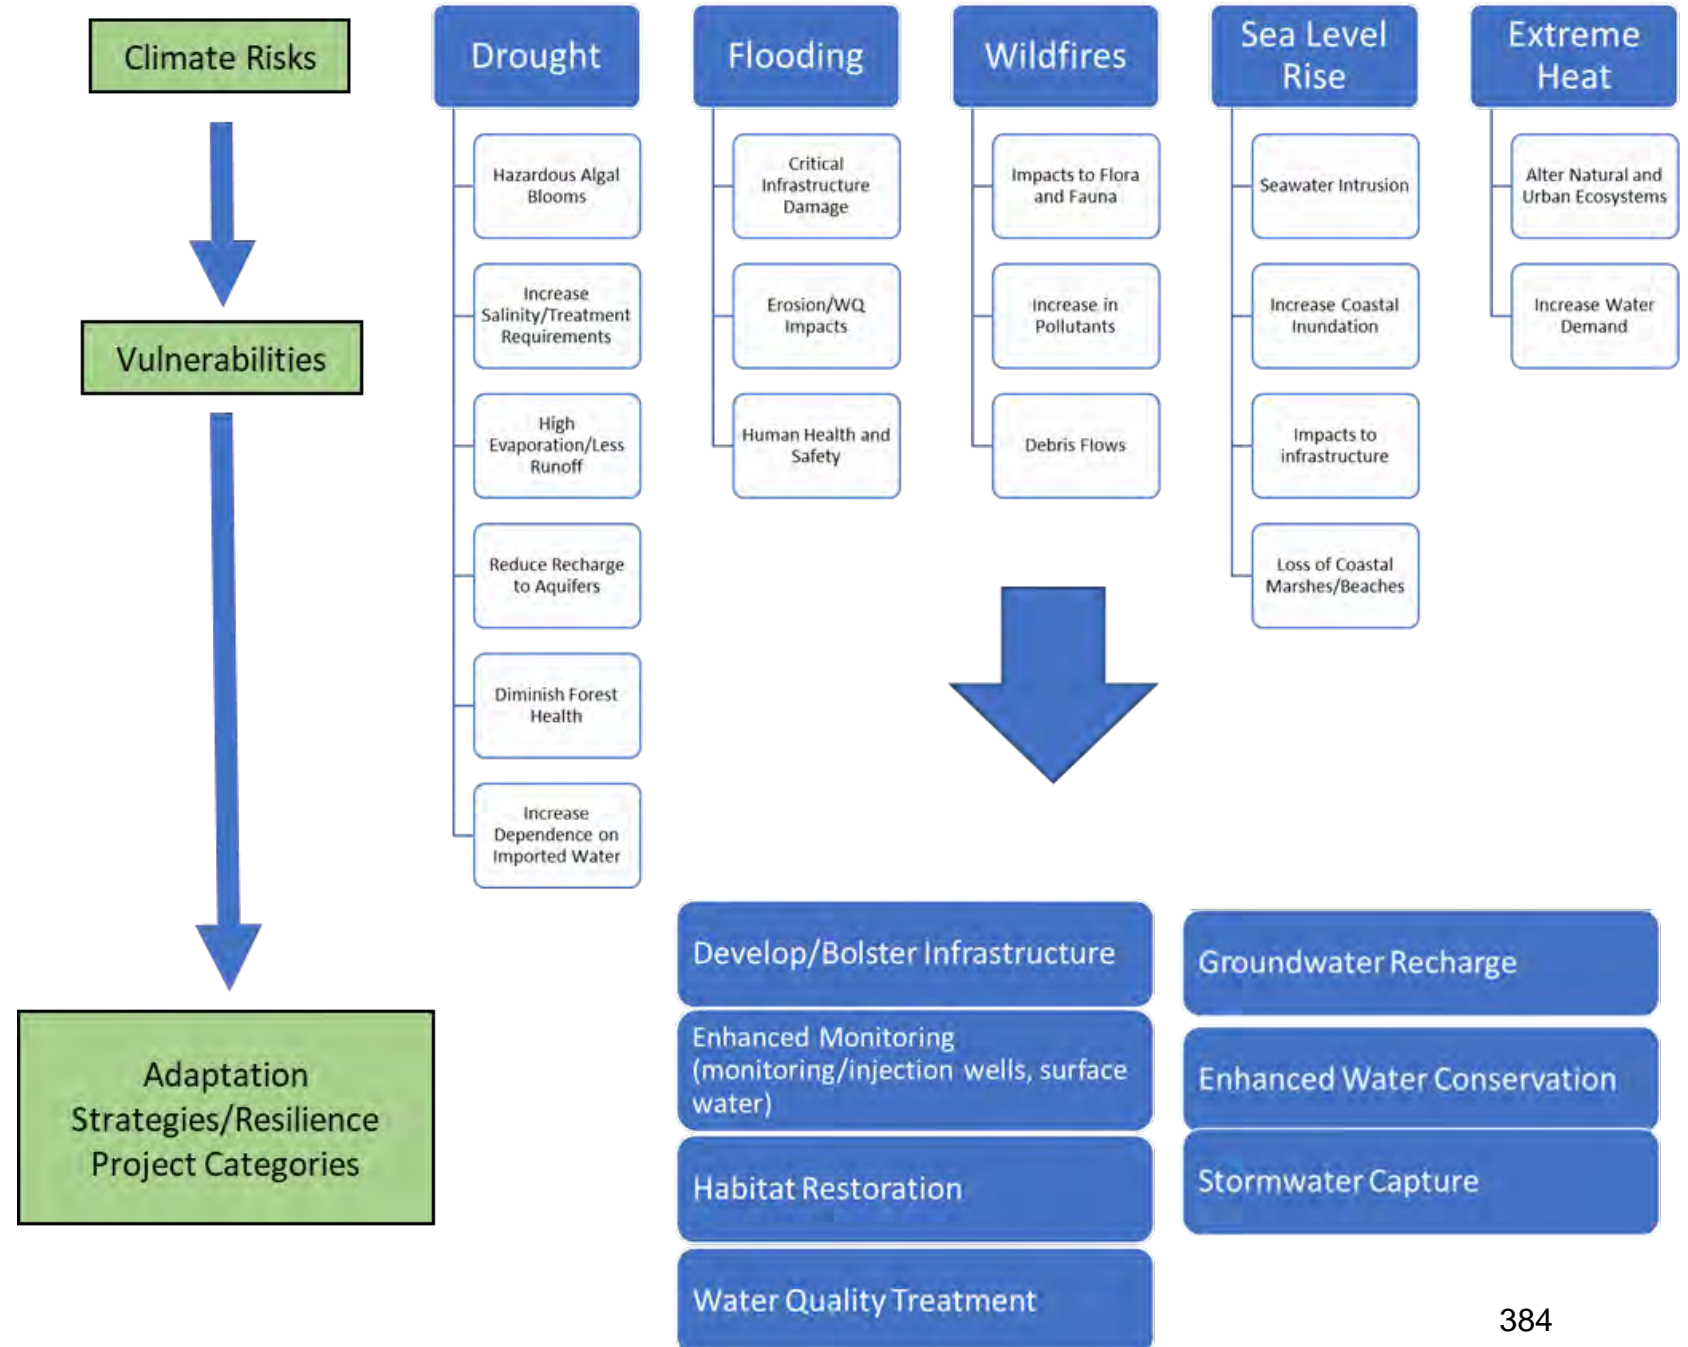 Climate Risks
Vulnerabilities
Adaptation
Strategies/Resilience
Project Categories
Drought
Hazardous Algal
Blooms
Increase
Salinity/Treatment
Requirements
High
Evaporation/Less
Runoff
Reduce Recharge
to Aquifers
Diminish Forest
Health
Increase
Dependence on
Imported Water
Flooding
Critical
Infrastructure
Damage
Erosion/WQ
Impacts
Human Health and
Safety
Wildfires
Impacts to Flora
and Fauna
Increase in
Pollutants
Debris Flows
Sea Level
Rise
Seawater Intrusion
Increase Coastal
Inundation
Impacts to
infrastructure
Loss of Coastal
Marshes/Beaches
Extreme
Heat
Alter Natural and
Urban Ecosystems
Increase Water
Demand
Develop/Bolster Infrastructure
Enhanced Monitoring
(monitoring/injection wells, surface
water)
Habitat Restoration
Water Quality Treatment
Groundwater Recharge
Enhanced Water Conservation
Stormwater Capture
384